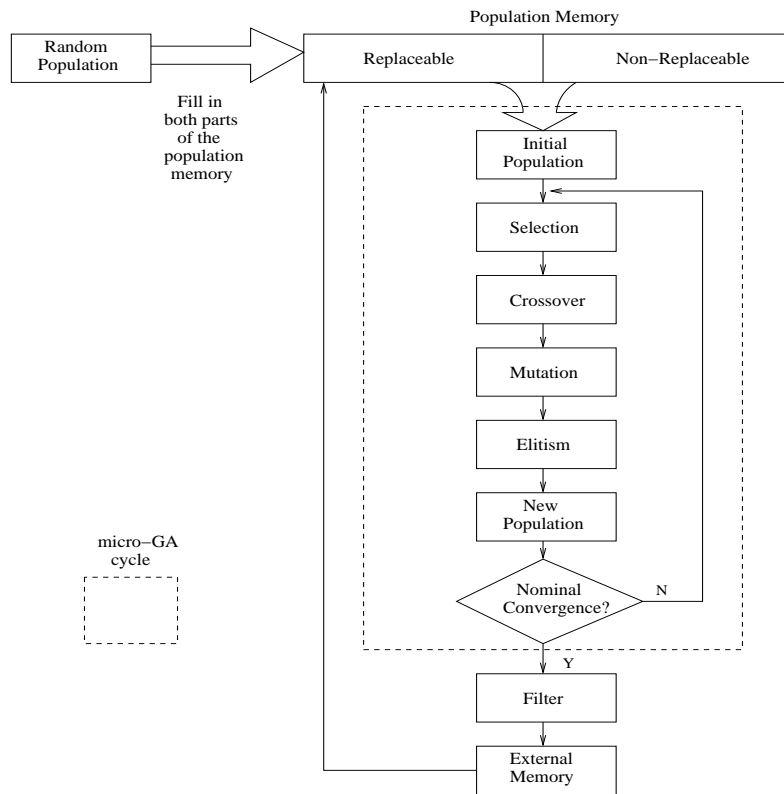 Population Memory
Random
Population
Replaceable
Non−Replaceable
Fill in
both parts
of the
population
memory
Initial
Population
Selection
Crossover
Mutation
Elitism
New
Population
micro−GA
cycle
Nominal
Convergence?
N
Y
Filter
External
Memory